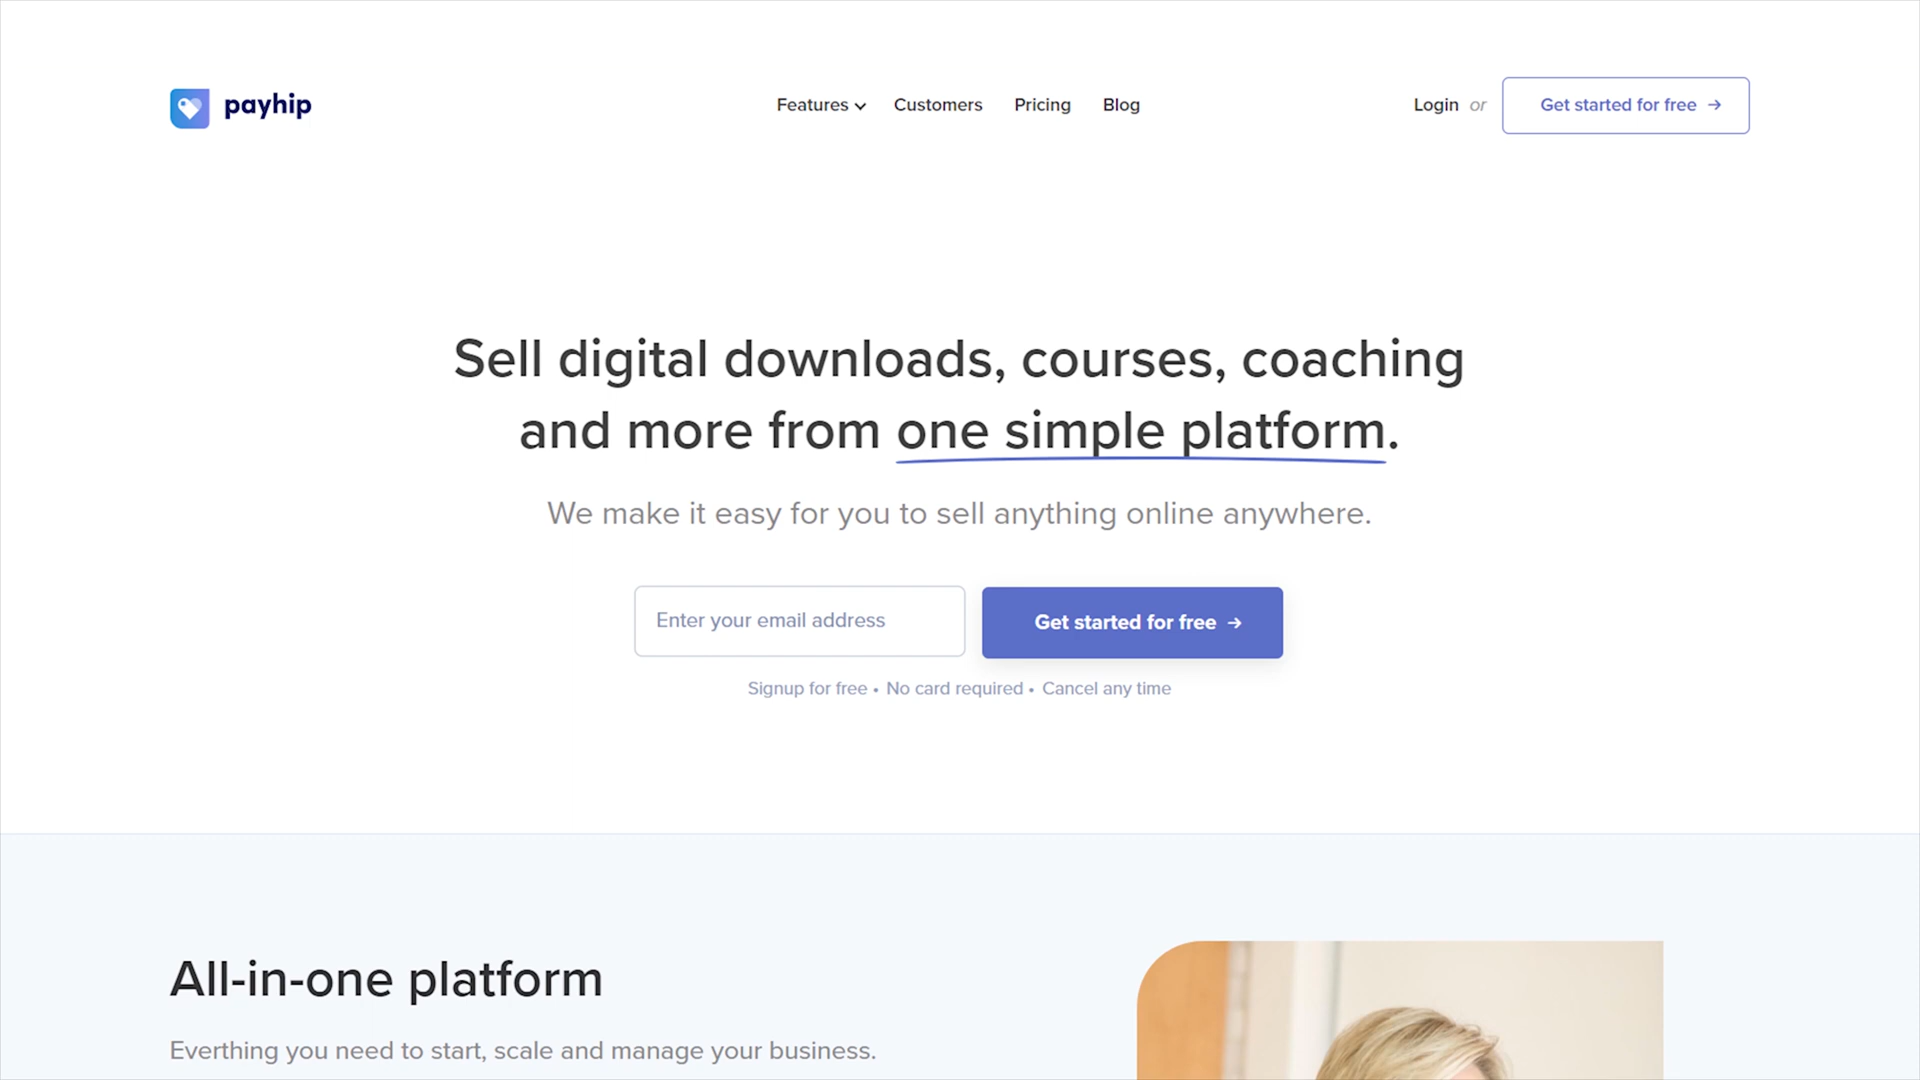 payhip
Features
Customers
Pricing
Blog
Login or
Get started for free →
Sell digital downloads, courses, coaching
and more from one simple platform.
We make it easy for you to sell anything online anywhere.
Enter your email address
Get started for free →
Signup for free • No card required • Cancel any time
All-in-one platform
Everthing you need to start, scale and manage your business.